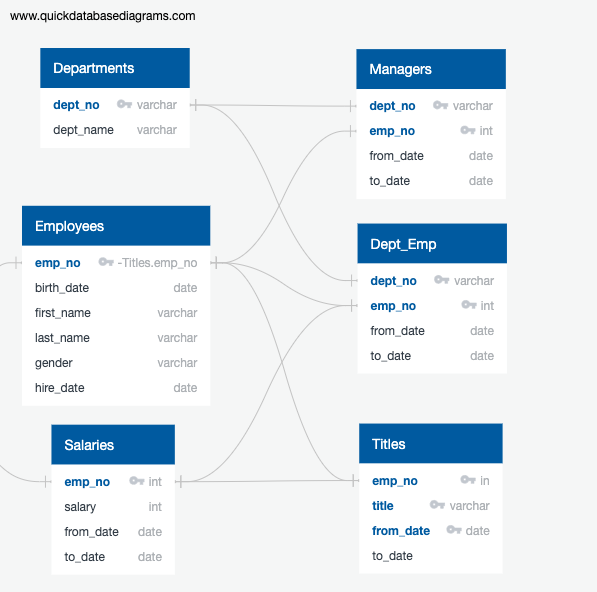 www.quickdatabasediagrams.com
Departments
dept_no varchar
dept_name varchar
Managers
dept_no varchar
emp_no int
from_date date
to_date date
Employees
emp_no -Titles.emp_no
birth_date date
first_name varchar
last_name varchar
gender varchar
hire_date date
Dept_Emp
dept_no varchar
emp_no int
from_date date
to_date date
Salaries
emp_no int
salary int
from_date date
to_date date
Titles
emp_no in
title varchar
from_date date
to_date